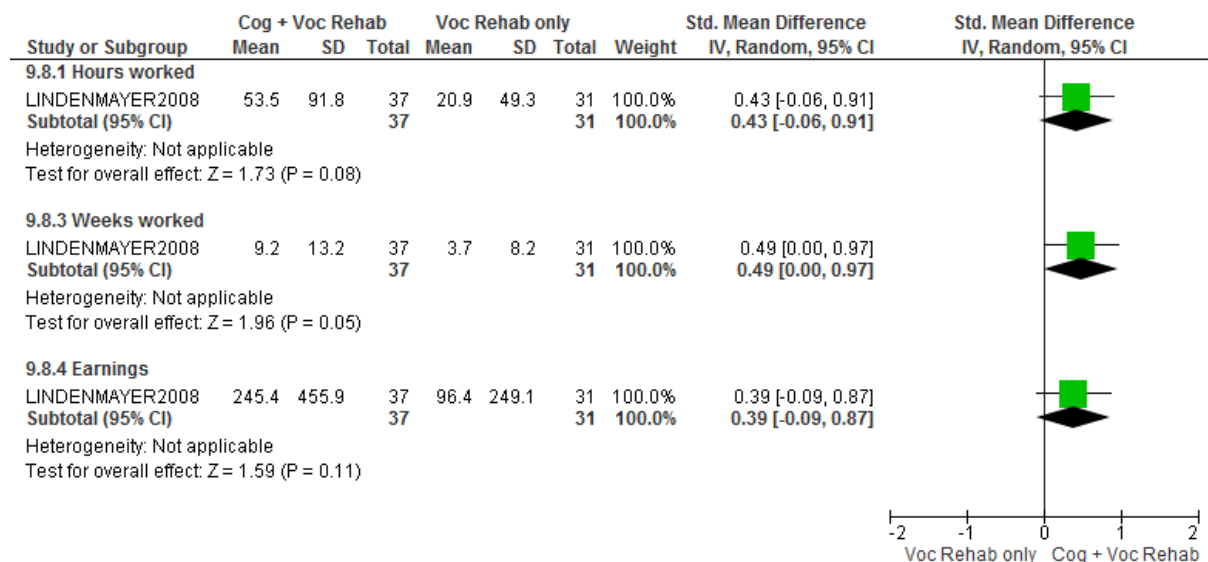 Cog + Voc Rehab Voc Rehab only Std. Mean Difference Std. Mean Difference
Study or Subgroup Mean SD Total Mean SD Total Weight IV, Random, 95% CI IV, Random, 95% CI
9.8.1 Hours worked
LINDENMAYER2008 53.5 91.8 37 20.9 49.3 31 100.0% 0.43 [-0.06, 0.91]
Subtotal (95% CI) 37 31 100.0% 0.43 [-0.06, 0.91]
Heterogeneity: Not applicable
Test for overall effect: Z = 1.73 (P = 0.08)
9.8.3 Weeks worked
LINDENMAYER2008 9.2 13.2 37 3.7 8.2 31 100.0% 0.49 [0.00, 0.97]
Subtotal (95% CI) 37 31 100.0% 0.49 [0.00, 0.97]
Heterogeneity: Not applicable
Test for overall effect: Z = 1.96 (P = 0.05)
9.8.4 Earnings
LINDENMAYER2008 245.4 455.9 37 96.4 249.1 31 100.0% 0.39 [-0.09, 0.87]
Subtotal (95% CI) 37 31 100.0% 0.39 [-0.09, 0.87]
Heterogeneity: Not applicable
Test for overall effect: Z = 1.59 (P = 0.11)
-2 -1 0 1 2
Voc Rehab only Cog + Voc Rehab